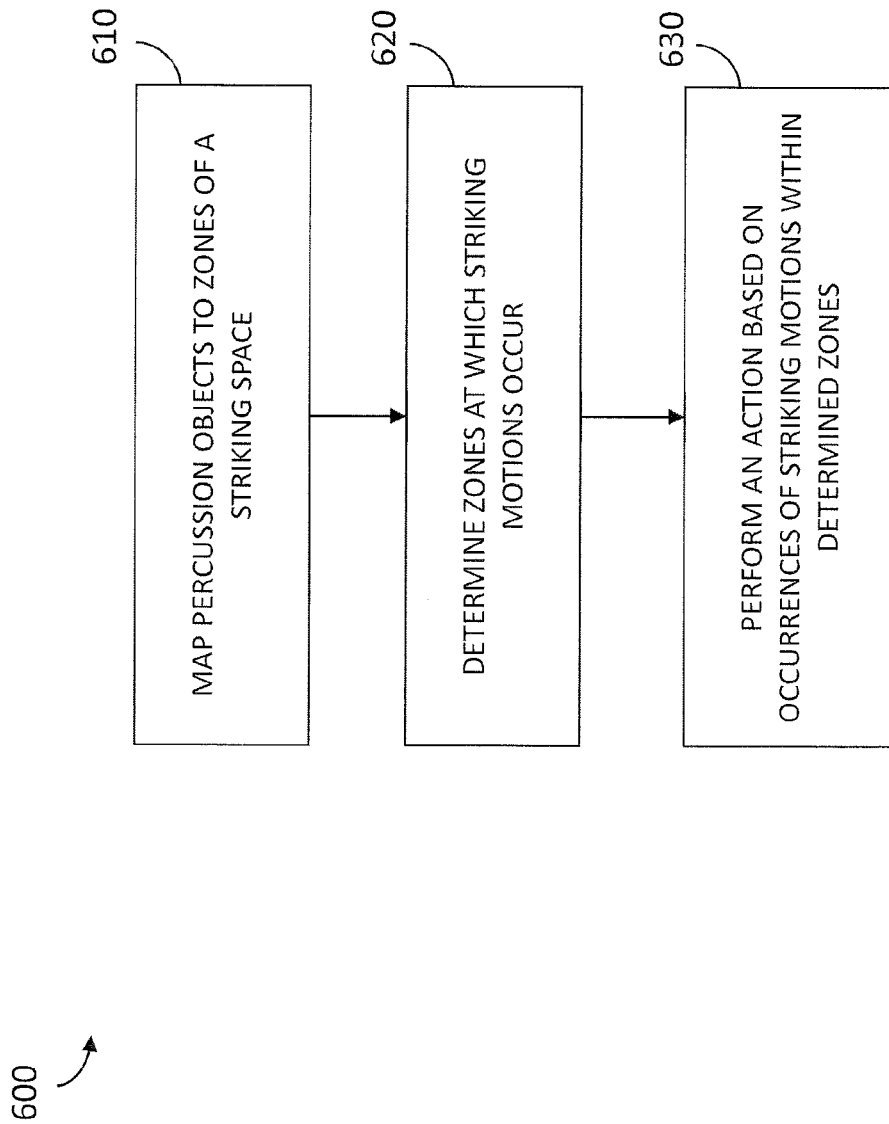 600
610
MAP PERCUSSION OBJECTS TO ZONES OF A
STRIKING SPACE
620
DETERMINE ZONES AT WHICH STRIKING
MOTIONS OCCUR
630
PERFORM AN ACTION BASED ON
OCCURRENCES OF STRIKING MOTIONS WITHIN
DETERMINED ZONES